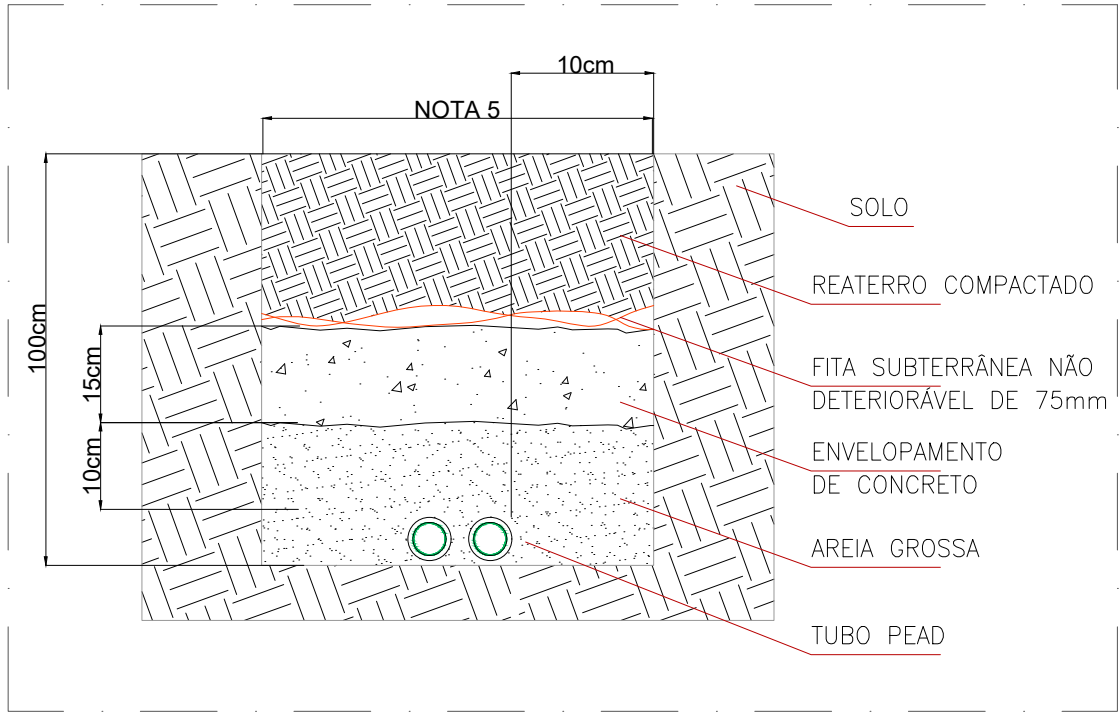 10cm
NOTA 5
100cm
15cm
10cm
SOLO
REATERRO COMPACTADO
FITA SUBTERRÂNEA NÃO
DETERIORÁVEL DE 75mm
ENVELOPAMENTO
DE CONCRETO
AREIA GROSSA
TUBO PEAD